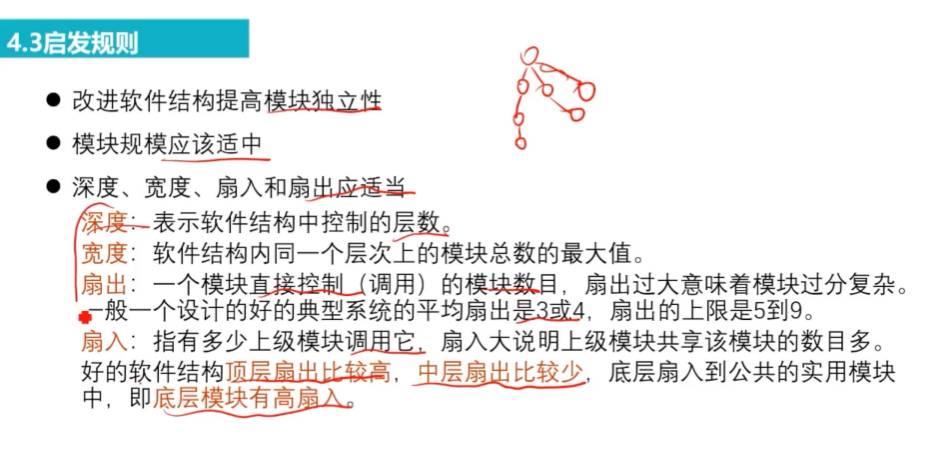 4.3启发规则
● 改进软件结构提高模块独立性
● 模块规模应该适中
● 深度、宽度、扇入和扇出应适当
深度：表示软件结构中控制的层数。
宽度：软件结构内同一个层次上的模块总数的最大值。
扇出：一个模块直接控制（调用）的模块数目，扇出过大意味着模块过分复杂。
一般一个设计的好的典型系统的平均扇出是3或4，扇出的上限是5到9。
扇入：指有多少上级模块调用它，扇入大说明上级模块共享该模块的数目多。
好的软件结构顶层扇出比较高，中层扇出比较少，底层扇入到公共的实用模块
中，即底层模块有高扇入。